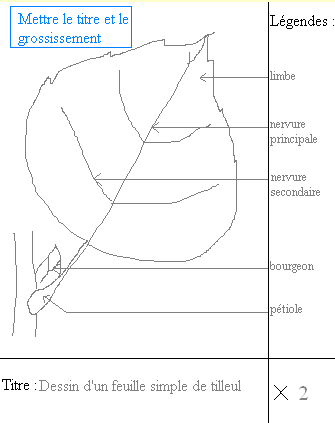 Mettre le titre et le
grossissement
Légendes :
limbe
nervure
principale
nervure
secondaire
bourgeon
pétiole
Titre : Dessin d'un feuille simple de tilleul
× 2